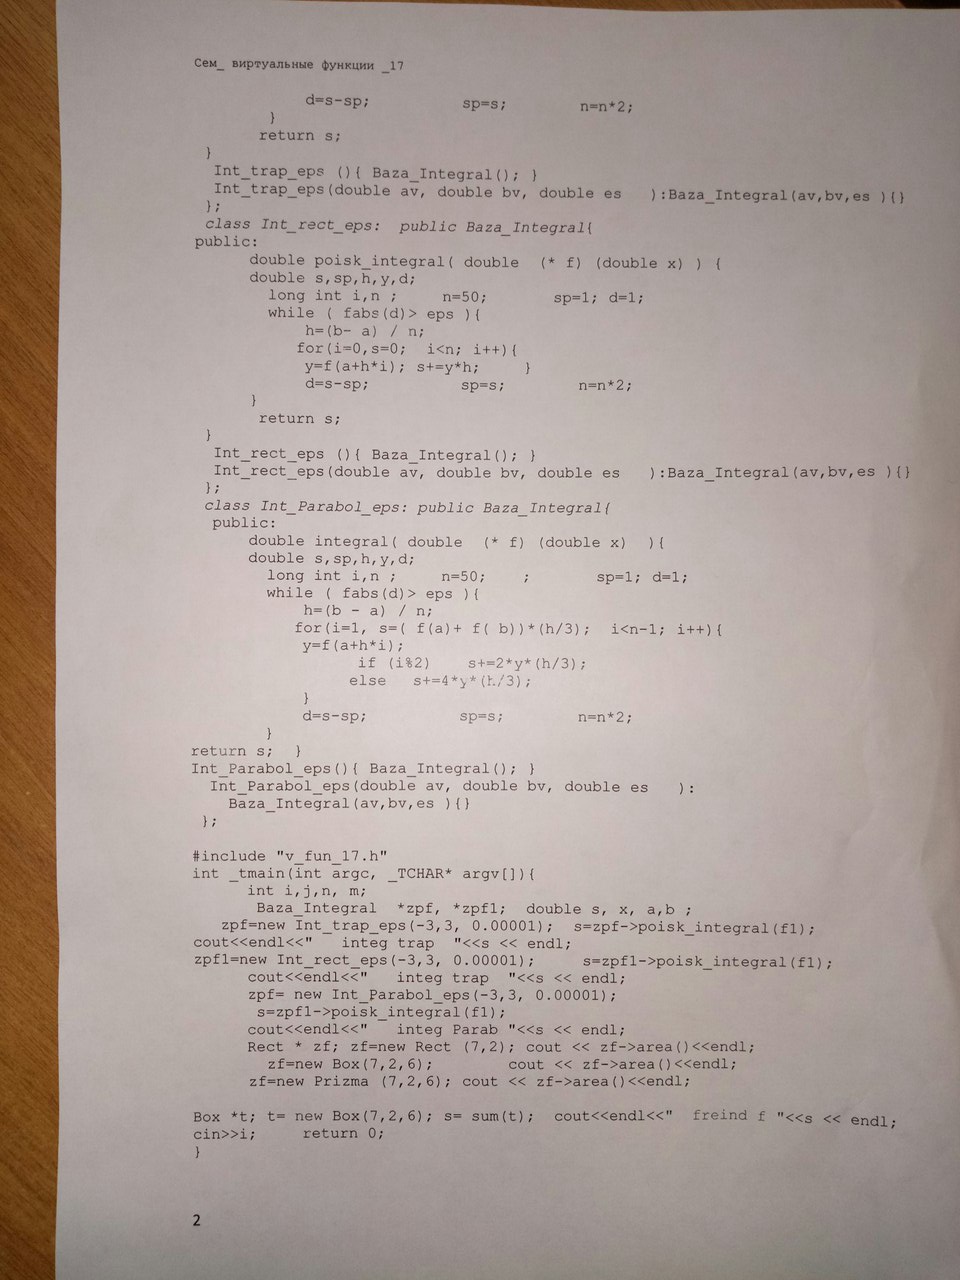 Сем_ виртуальные функции _17
d=s-sp; sp=s; n=n*2;
}
return s;
}
Int_trap_eps (){ Baza_Integral(); }
Int_trap_eps(double av, double bv, double es ):Baza_Integral(av,bv,es ){}
};
class Int_rect_eps: public Baza_Integral{
public:
double poisk_integral( double (* f) (double x) ) {
double s,sp,h,y,d;
long int i,n ; n=50; sp=1; d=1;
while ( fabs(d)> eps ){
h=(b- a) / n;
for(i=0,s=0; i<n; i++){
y=f(a+h*i); s+=y*h; }
d=s-sp; sp=s; n=n*2;
}
return s;
}
Int_rect_eps (){ Baza_Integral(); }
Int_rect_eps(double av, double bv, double es ):Baza_Integral(av,bv,es ){}
};
class Int_Parabol_eps: public Baza_Integral{
public:
double integral( double (* f) (double x) ){
double s,sp,h,y,d;
long int i,n ; n=50; ; sp=1; d=1;
while ( fabs(d)> eps ){
h=(b - a) / n;
for(i=1, s=( f(a)+ f( b))*(h/3); i<n-1; i++){
y=f(a+h*i);
if (i%2) s+=2*y*(h/3);
else s+=4*y*(h/3);
}
d=s-sp; sp=s; n=n*2;
}
return s; }
Int_Parabol_eps(){ Baza_Integral(); }
Int_Parabol_eps(double av, double bv, double es ):
Baza_Integral(av,bv,es ){}
};
#include "v_fun_17.h"
int _tmain(int argc, _TCHAR* argv[]){
int i,j,n, m;
Baza_Integral *zpf, *zpf1; double s, x, a,b ;
zpf=new Int_trap_eps(-3,3, 0.00001); s=zpf->poisk_integral(f1);
cout<<endl<<" integ trap "<<s << endl;
zpf1=new Int_rect_eps(-3,3, 0.00001); s=zpf1->poisk_integral(f1);
cout<<endl<<" integ trap "<<s << endl;
zpf= new Int_Parabol_eps(-3,3, 0.00001);
s=zpf1->poisk_integral(f1);
cout<<endl<<" integ Parab "<<s << endl;
Rect * zf; zf=new Rect (7,2); cout << zf->area()<<endl;
zf=new Box(7,2,6); cout << zf->area()<<endl;
zf=new Prizma (7,2,6); cout << zf->area()<<endl;
Box *t; t= new Box(7,2,6); s= sum(t); cout<<endl<<" freind f "<<s << endl;
cin>>i; return 0;
}
2